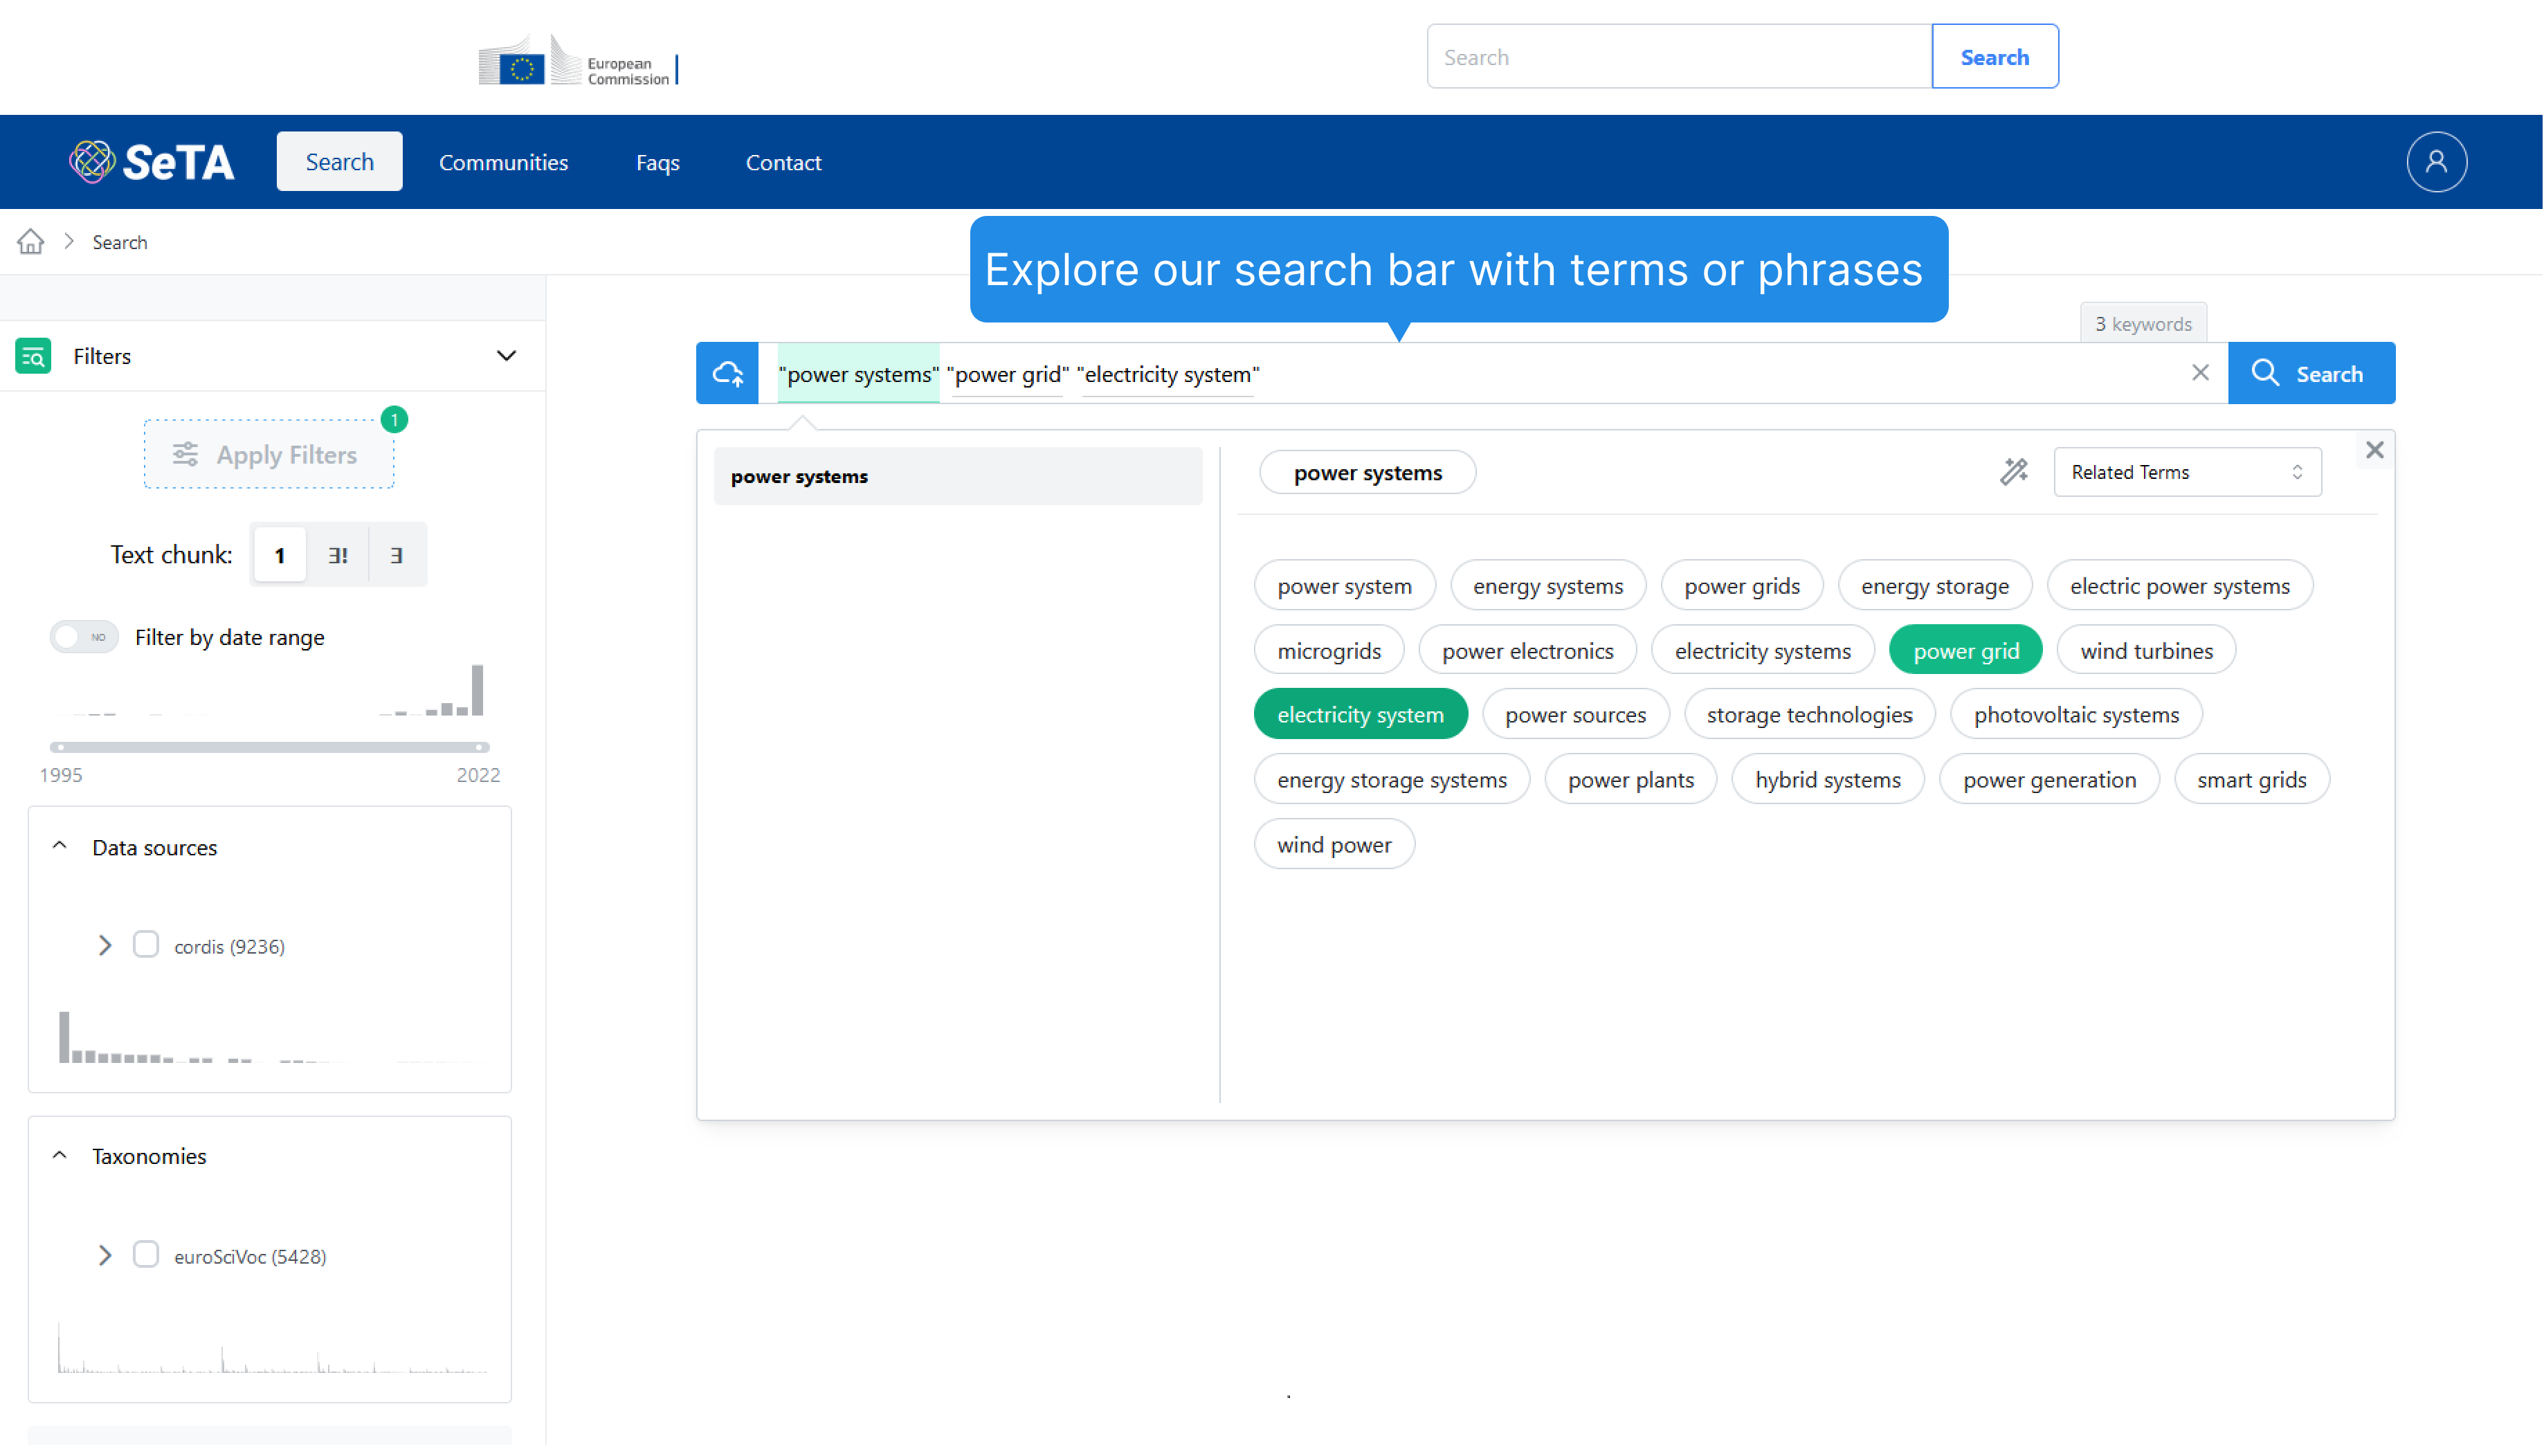 European
Commission
Search
Search
SeTA
Search
Communities
Faqs
Contact
Search
Explore our search bar with terms or phrases
3 keywords
Filters
"power systems" "power grid" "electricity system"
Search
1
Apply Filters
power systems
power systems
Related Terms
Text chunk:
1
∃!
∃
power system
energy systems
power grids
energy storage
electric power systems
NO
Filter by date range
microgrids
power electronics
electricity systems
power grid
wind turbines
electricity system
power sources
storage technologies
photovoltaic systems
1995
2022
energy storage systems
power plants
hybrid systems
power generation
smart grids
wind power
Data sources
cordis (9236)
Taxonomies
euroSciVoc (5428)
.